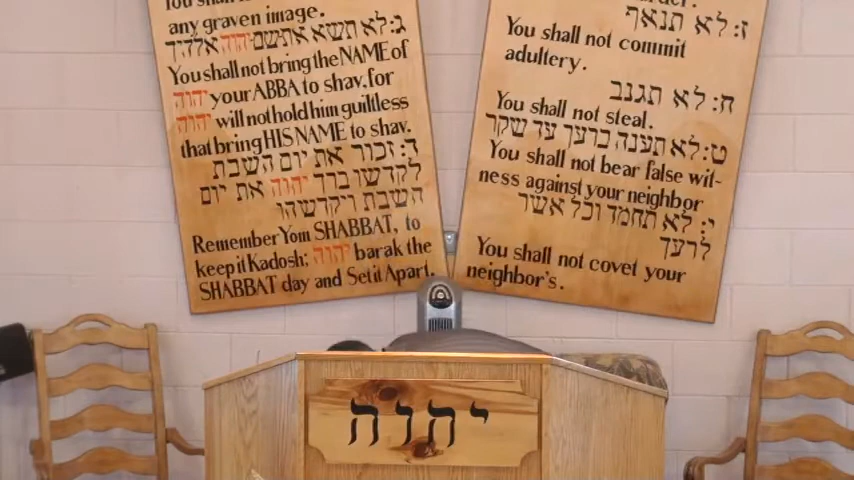 any graven image.
ג: לא תשא את שם יהוה אלהיך
You shall not bring the NAME of
יהוה your ABBA to shav. For
יהוה will not hold him guiltless
that brings HIS NAME to shav.
ד: זכור את יום השבת
לקדשו
את יום
השבת ויקדשהו
Remember Yom SHABBAT, to
keep it Kadosh: יהוה barak the
SHABBAT day and Set it Apart.
ז: לא תנאף
You shall not commit
adultery.
ח: לא תגנב
You shall not steal.
ט: לא תענה ברעך עד שקר
You shall not bear false wit-
ness against your neighbor.
י: לא תחמד וכל אשר
לרעך
You shall not covet your
neighbor's.
יהוה